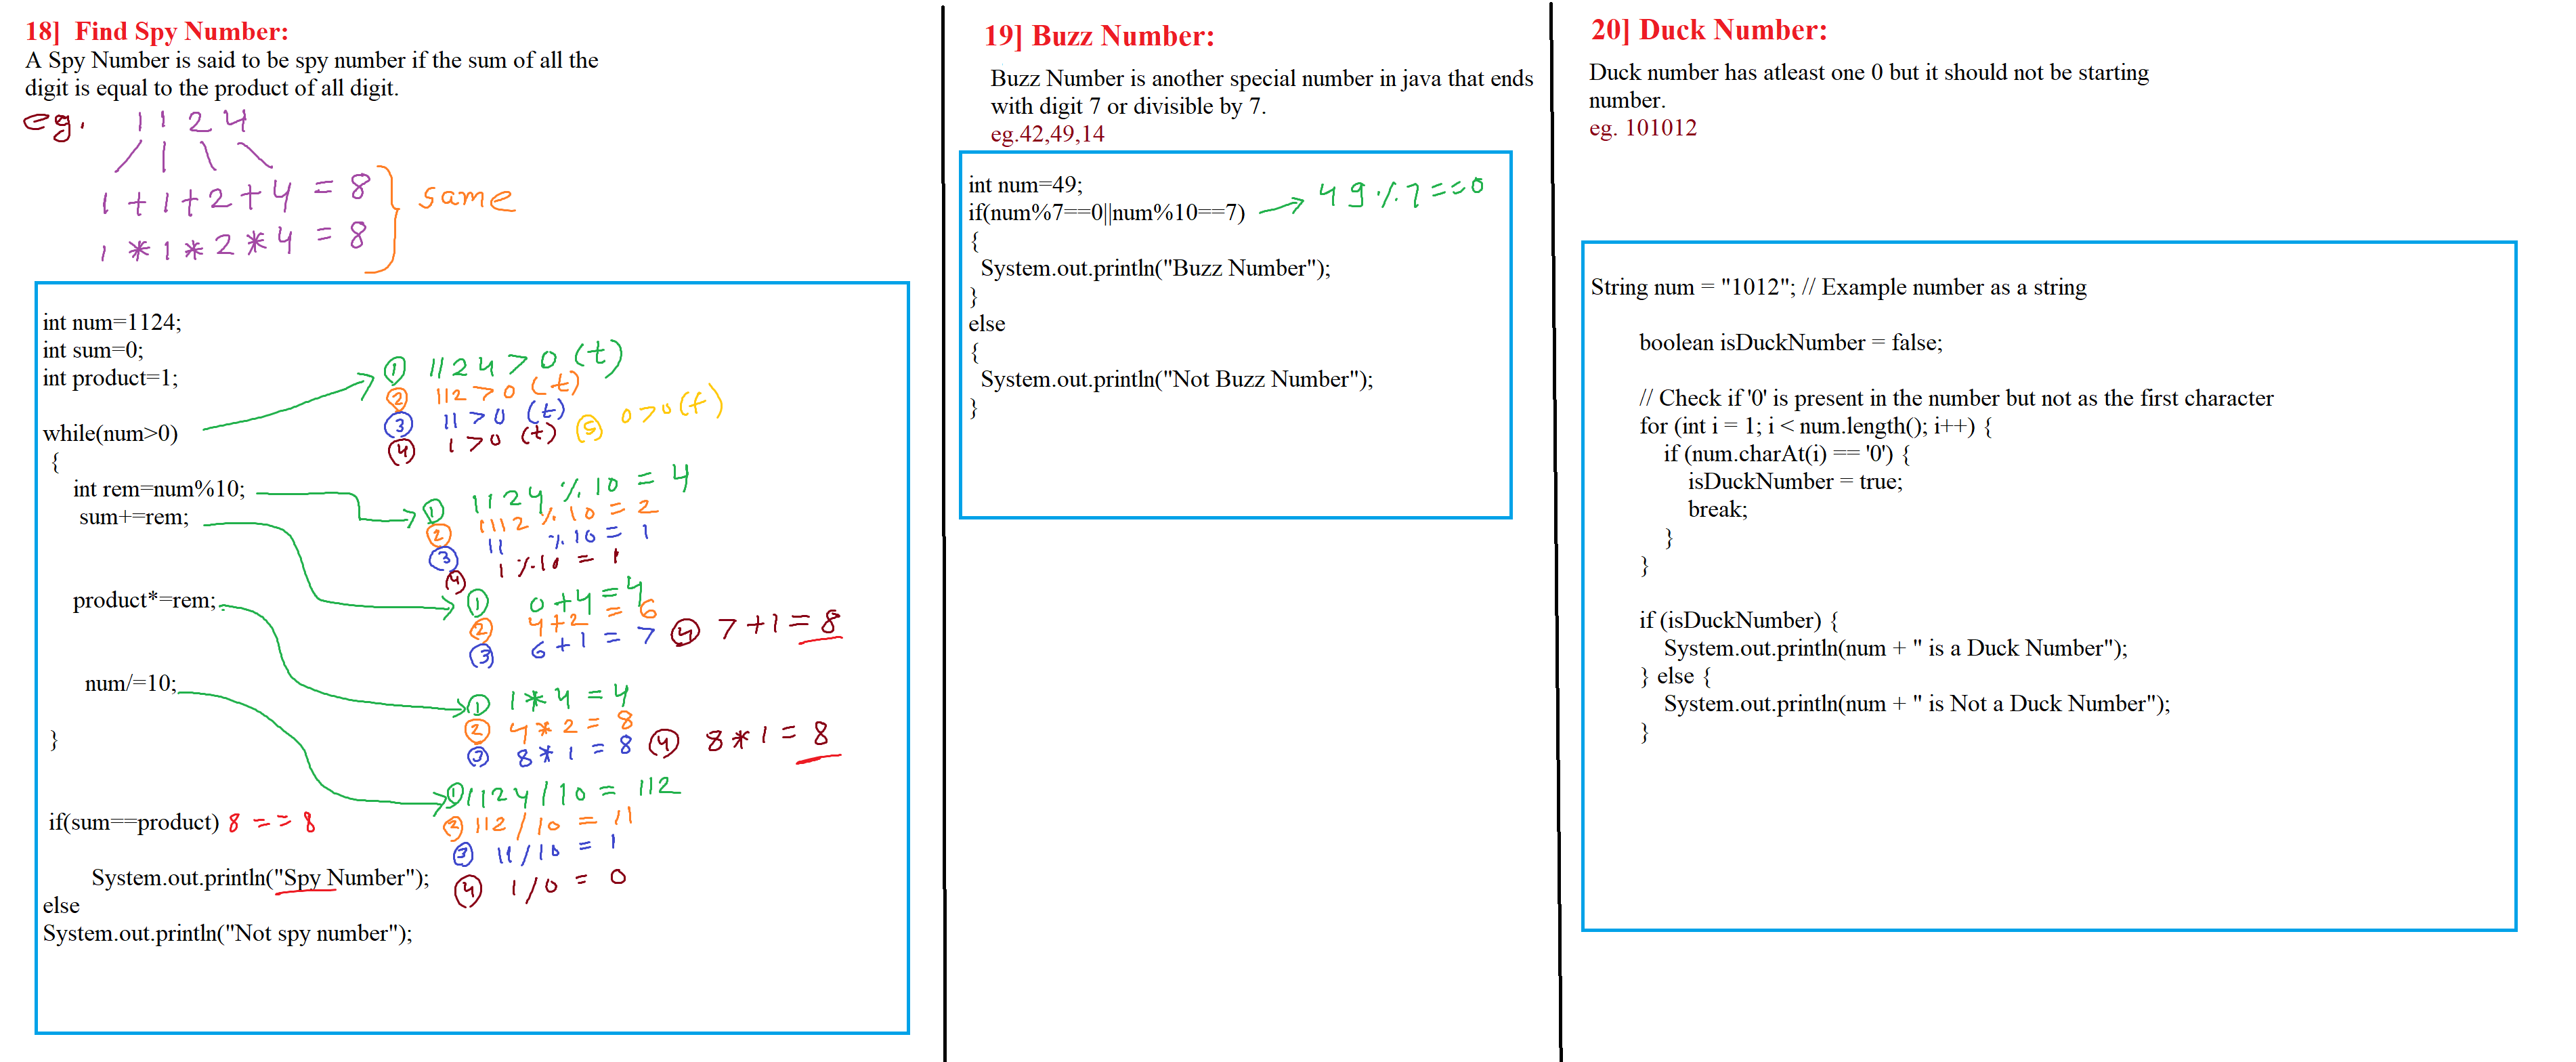 18]  Find Spy Number:
A Spy Number is said to be spy number if the sum of all the
digit is equal to the product of all digit.
eg. 1124
1+1+2+4 = 8
1*1*2*4 = 8
same
int num=1124;
int sum=0;
int product=1;
① 1124>0 (t)
② 112>0 (t)
③ 11>0 (t)
④ 1>0 (t) ⑤ 0>0(f)
while(num>0)
{
int rem=num%10;
① 1124%10=4
② 1112%10=2
③ 11 %10=1
④ 1%10=1
sum+=rem;
① 0+4=4
② 4+2=6
③ 6+1=7 ④ 7+1=8
product*=rem;
① 1*4=4
② 4*2=8
③ 8*1=8 ④ 8*1=8
num/=10;
① 1124/10=112
② 112/10=11
③ 11/10=1
④ 1/0=0
}
if(sum==product) 8==8
System.out.println("Spy Number");
else
System.out.println("Not spy number");
19] Buzz Number:
Buzz Number is another special number in java that ends
with digit 7 or divisible by 7.
eg.42,49,14
int num=49;
if(num%7==0||num%10==7) 49%7==0
{
System.out.println("Buzz Number");
}
else
{
System.out.println("Not Buzz Number");
}
20] Duck Number:
Duck number has atleast one 0 but it should not be starting
number.
eg. 101012
String num = "1012"; // Example number as a string
boolean isDuckNumber = false;
// Check if '0' is present in the number but not as the first character
for (int i = 1; i < num.length(); i++) {
if (num.charAt(i) == '0') {
isDuckNumber = true;
break;
}
}
if (isDuckNumber) {
System.out.println(num + " is a Duck Number");
} else {
System.out.println(num + " is Not a Duck Number");
}